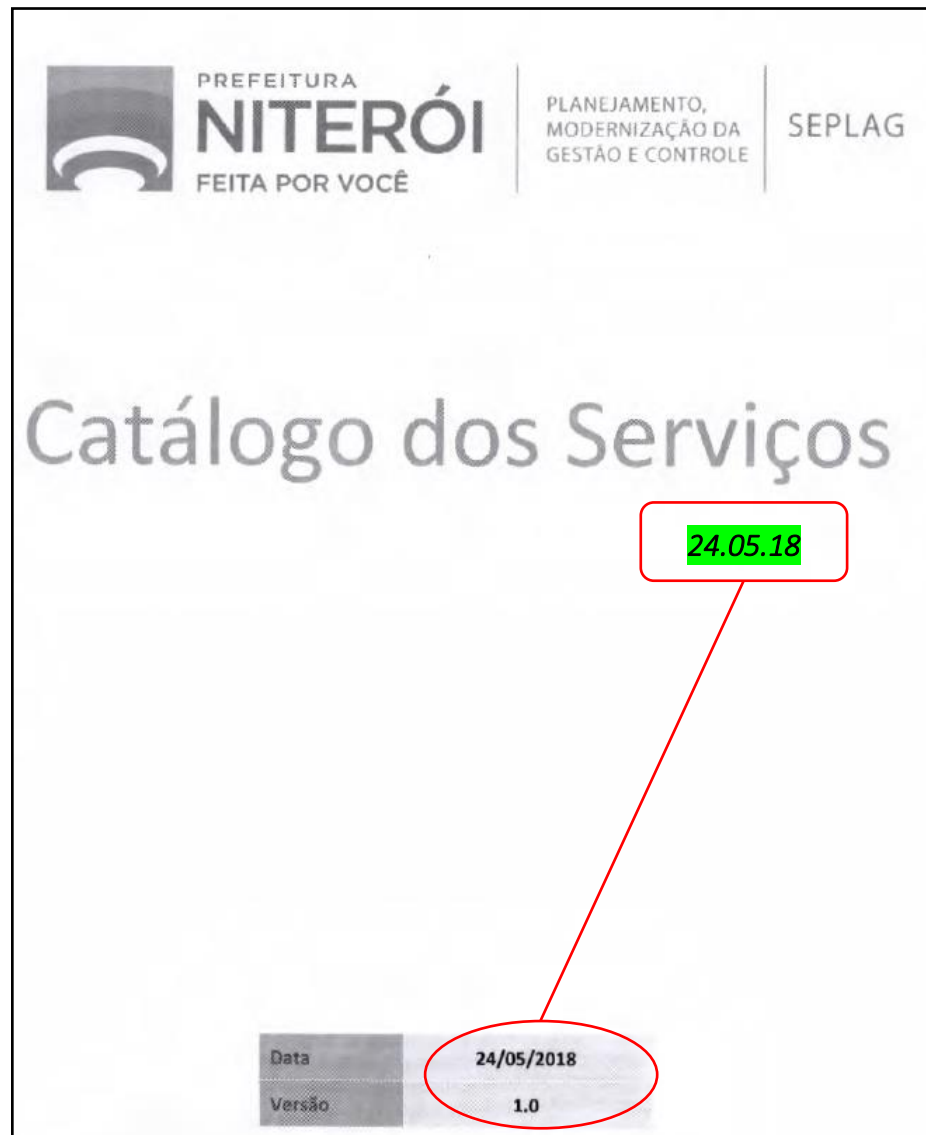 PREFEITURA
NITERÓI
FEITA POR VOCÊ
PLANEJAMENTO,
MODERNIZAÇÃO DA
GESTÃO E CONTROLE
SEPLAG
Catálogo dos Serviços
24.05.18
Data 24/05/2018
Versão 1.0